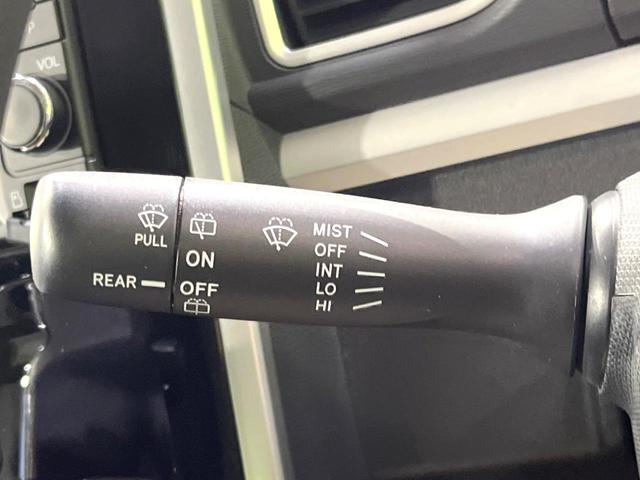 P
VOL
PULL
REAR
ON
OFF
MIST
OFF
INT
LO
HI